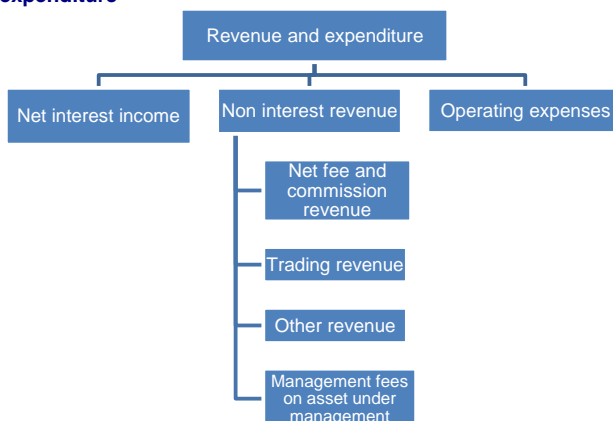 expenditure
Revenue and expenditure
Net interest income
Non interest revenue
Operating expenses
Net fee and
commission
revenue
Trading revenue
Other revenue
Management fees
on asset under
management